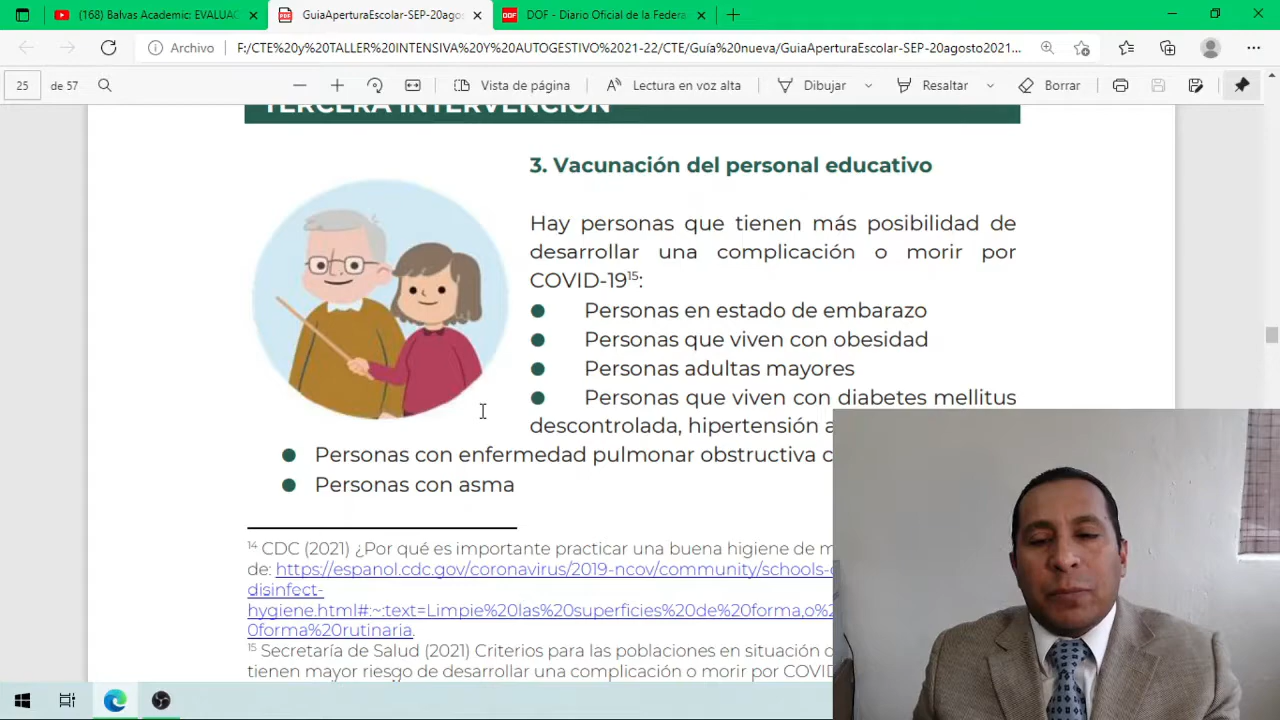 (168) Balvas Academic: EVALUAC
GuiaAperturaEscolar-SEP-20agos
DOF - Diario Oficial de la Federa
Archivo
F:/CTE%20y%20TALLER%20INTENSIVA%20Y%20AUTOGESTIVO%202021-22/CTE/Guía%20nueva/GuiaAperturaEscolar-SEP-20agosto2021...
25 de 57
Vista de página
Lectura en voz alta
Dibujar
Resaltar
Borrar
TERCERA INTERVENCIÓN
3. Vacunación del personal educativo
Hay personas que tienen más posibilidad de
desarrollar una complicación o morir por
COVID-19¹⁵:
● Personas en estado de embarazo
● Personas que viven con obesidad
● Personas adultas mayores
● Personas que viven con diabetes mellitus
descontrolada, hipertensión a
● Personas con enfermedad pulmonar obstructiva c
● Personas con asma
¹⁴ CDC (2021) ¿Por qué es importante practicar una buena higiene de m
de: https://espanol.cdc.gov/coronavirus/2019-ncov/community/schools-c
disinfect-
hygiene.html#:~:text=Limpie%20las%20superficies%20de%20forma,o%2
0forma%20rutinaria.
¹⁵ Secretaría de Salud (2021) Criterios para las poblaciones en situación d
tienen mayor riesgo de desarrollar una complicación o morir por COVID